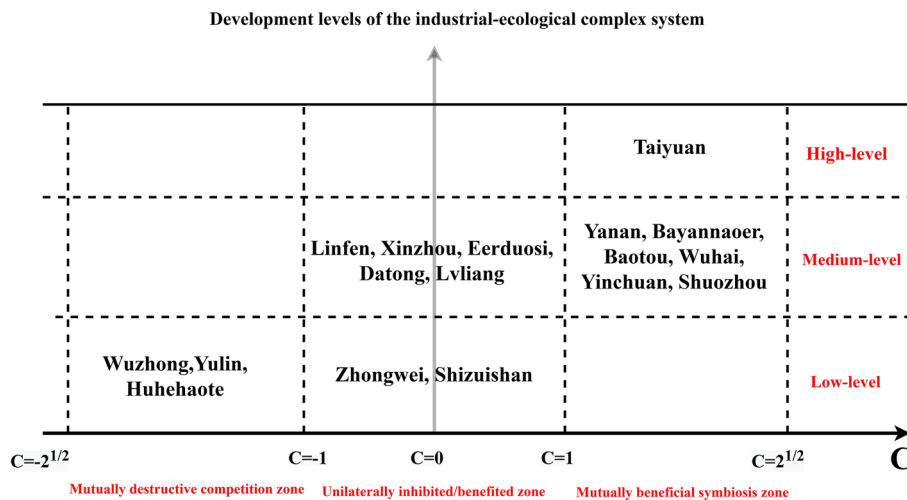 Development levels of the industrial-ecological complex system
Taiyuan
High-level
Linfen, Xinzhou, Eerduosi,
Datong, Lvliang
Yanan, Bayannaoer,
Baotou, Wuhai,
Yinchuan, Shuozhou
Medium-level
Wuzhong,Yulin,
Huhehaote
Zhongwei, Shizuishan
Low-level
C=-2^1/2
C=-1
C=0
C=1
C=2^1/2
C
Mutually destructive competition zone
Unilaterally inhibited/benefited zone
Mutually beneficial symbiosis zone